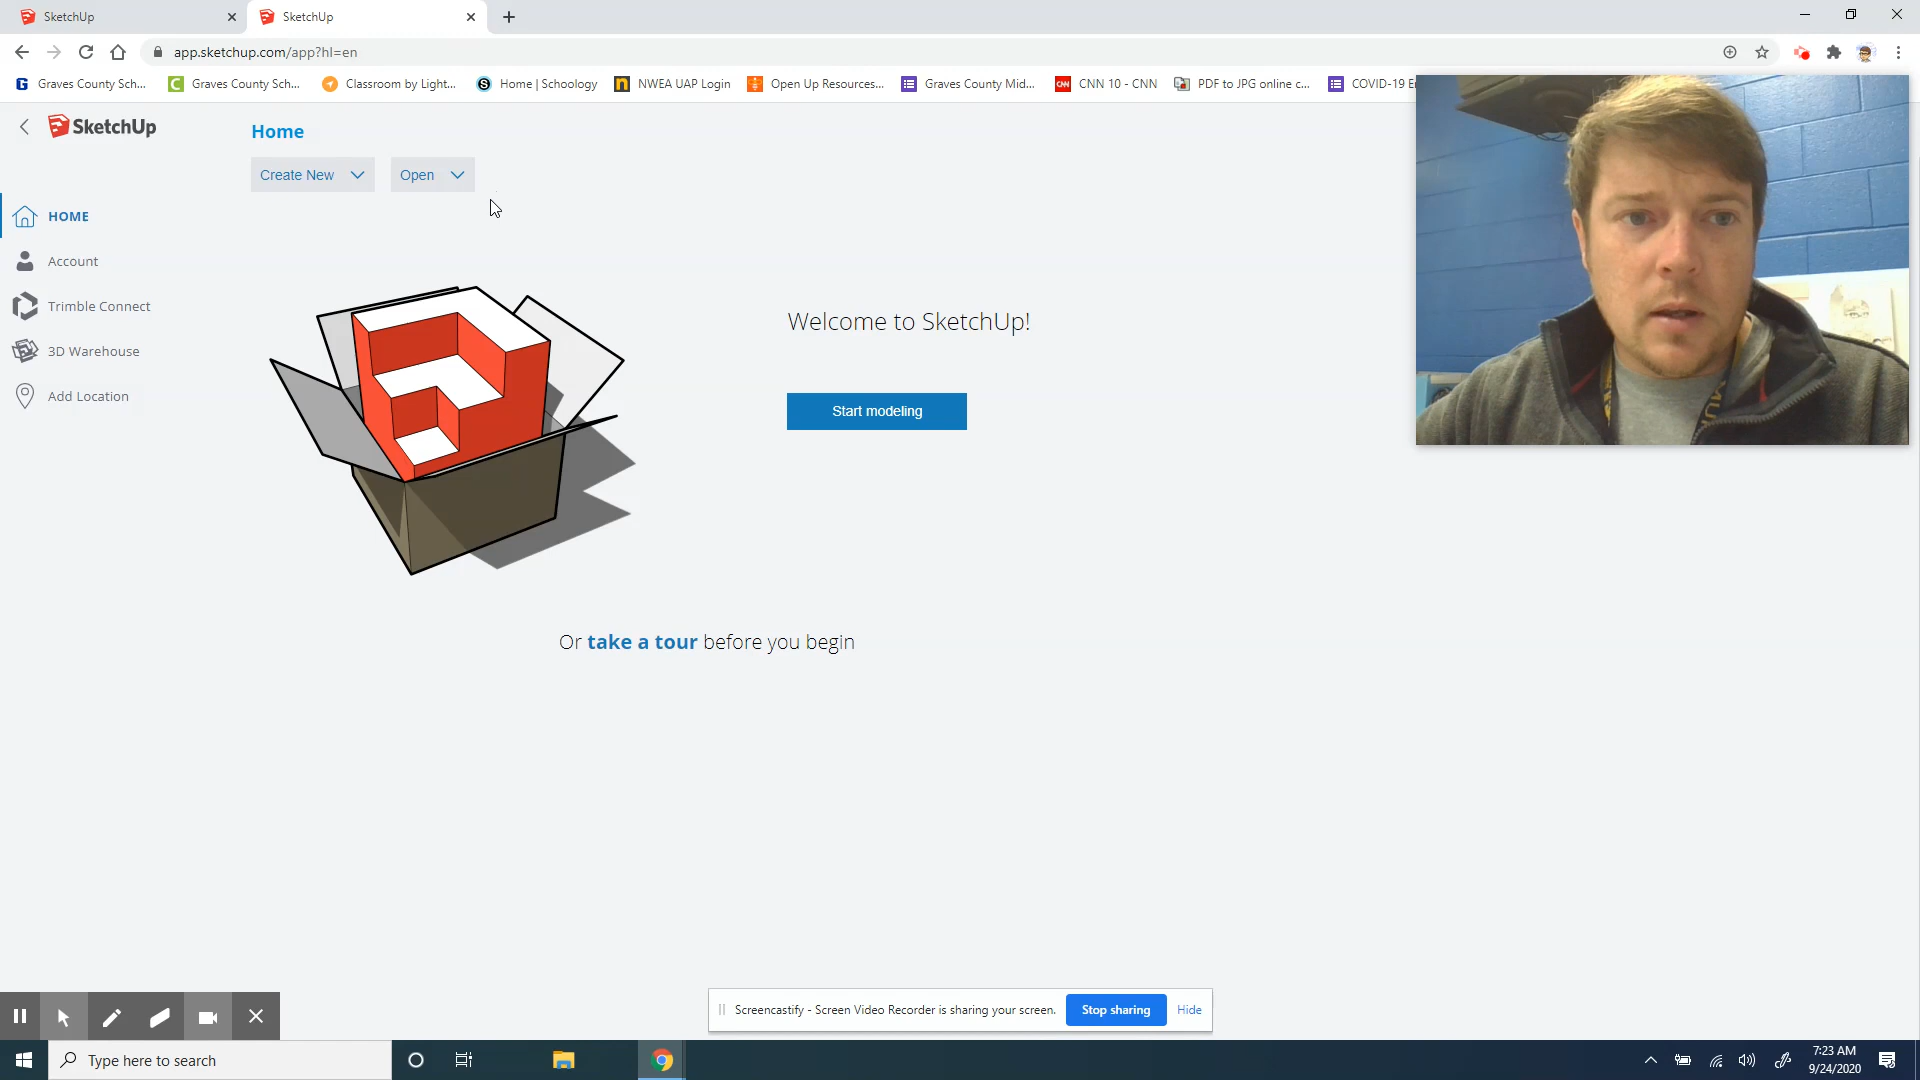 SketchUp
SketchUp
app.sketchup.com/app?hl=en
Graves County Sch...
Graves County Sch...
Classroom by Light...
Home | Schoology
NWEA UAP Login
Open Up Resources...
Graves County Mid...
CNN 10 - CNN
PDF to JPG online c...
COVID-19 E
SketchUp
Home
Create New
Open
HOME
Account
Trimble Connect
3D Warehouse
Add Location
Welcome to SketchUp!
Start modeling
Or take a tour before you begin
Screencastify - Screen Video Recorder is sharing your screen.
Stop sharing
Hide
Type here to search
7:23 AM
9/24/2020